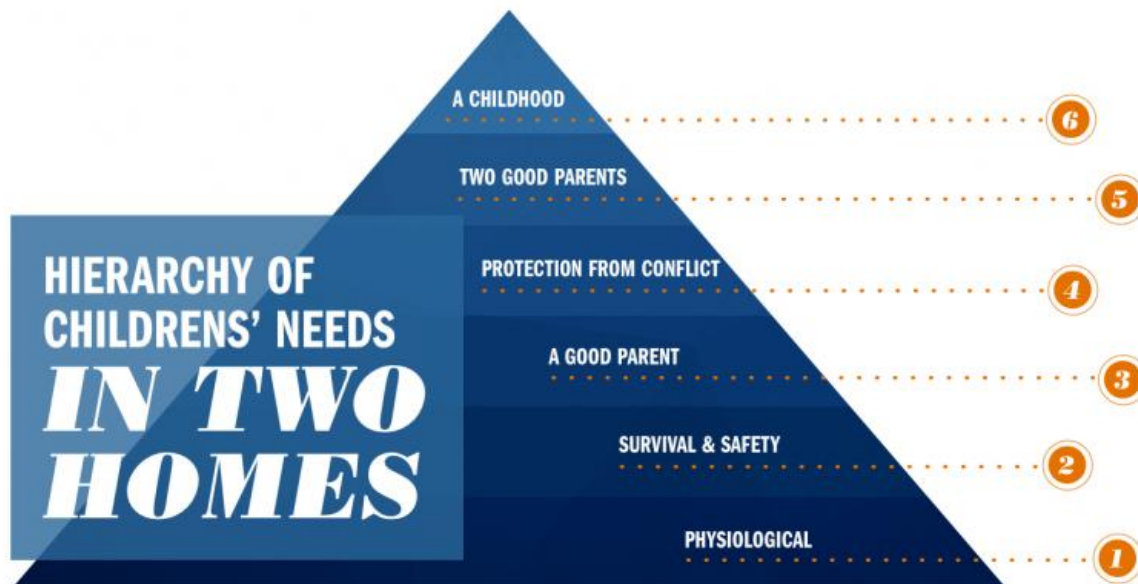 A CHILDHOOD
6
TWO GOOD PARENTS
5
HIERARCHY OF
CHILDRENS' NEEDS
IN TWO
HOMES
PROTECTION FROM CONFLICT
4
A GOOD PARENT
3
SURVIVAL & SAFETY
2
PHYSIOLOGICAL
1